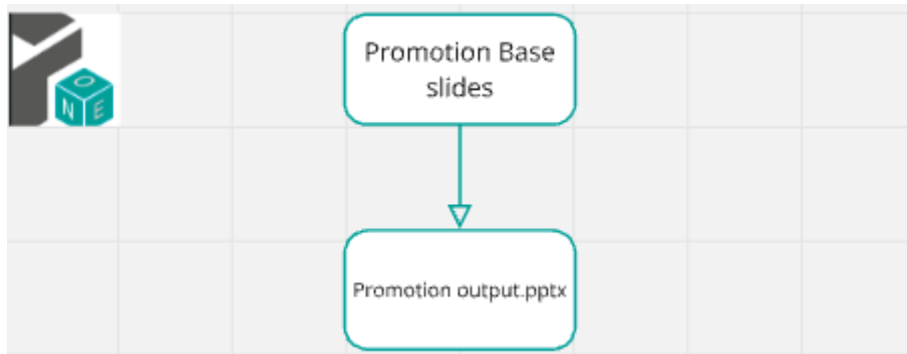 O
N E
Promotion Base
slides
Promotion output.pptx